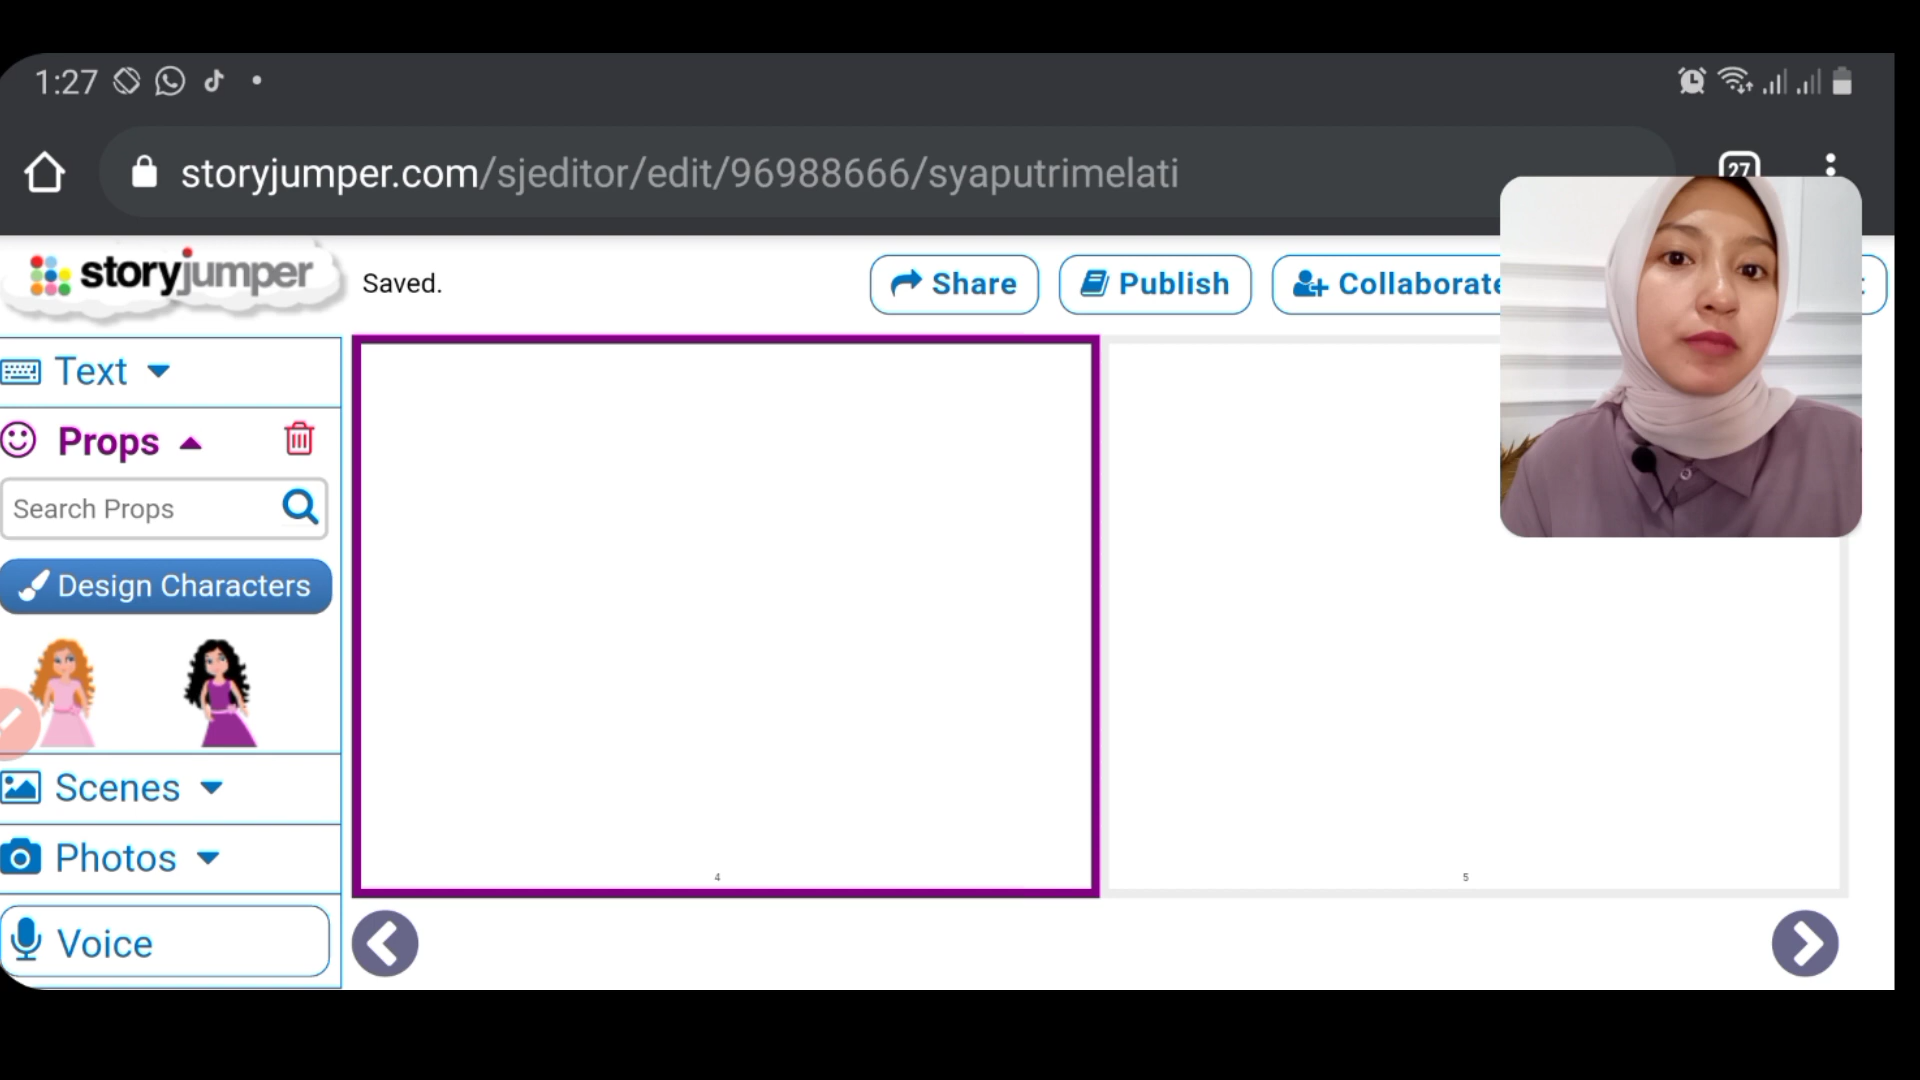 1:27
storyjumper.com/sjeditor/edit/96988666/syaputrimelati
27
storyjumper
Saved.
Share
Publish
Collaborate
Text
Props
Search Props
Design Characters
Scenes
Photos
Voice
4
5